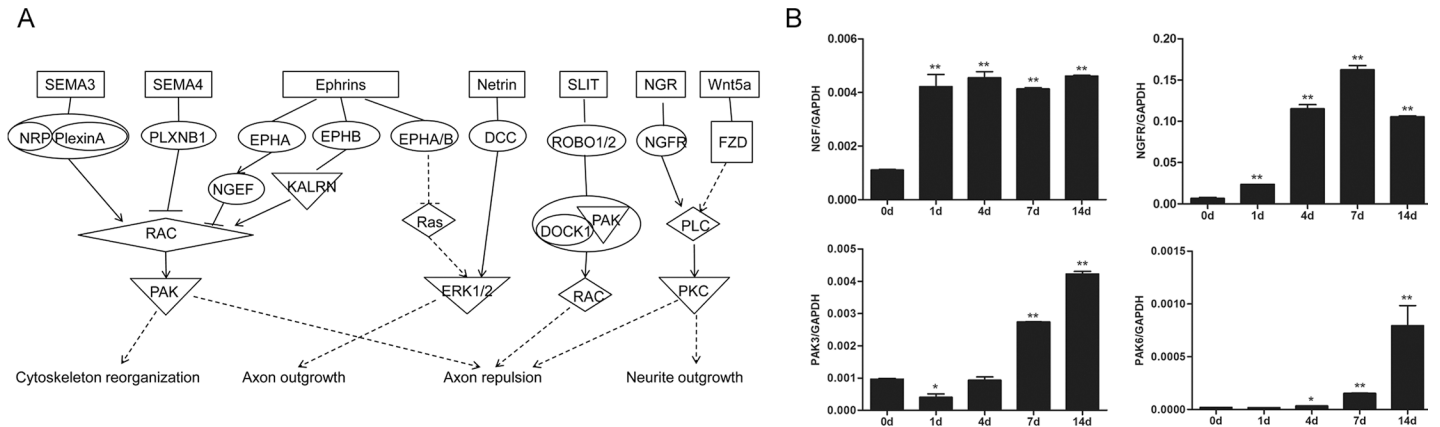 A
SEMA3 SEMA4 Ephrins Netrin SLIT NGR Wnt5a
NRP PlexinA PLXNB1 EPHA EPHB EPHA/B DCC ROBO1/2 NGFR FZD
NGEF KALRN
RAC Ras DOCK1 PAK PLC
PAK ERK1/2 RAC PKC
Cytoskeleton reorganization Axon outgrowth Axon repulsion Neurite outgrowth
B
NGF/GAPDH
0.006
0.004
0.002
0.000
** ** ** **
0d 1d 4d 7d 14d
NGFR/GAPDH
0.20
0.15
0.10
0.05
0.00
** ** ** **
0d 1d 4d 7d 14d
PAK3/GAPDH
0.005
0.004
0.003
0.002
0.001
0.000
* ** **
0d 1d 4d 7d 14d
PAK6/GAPDH
0.0015
0.0010
0.0005
0.0000
* ** **
0d 1d 4d 7d 14d